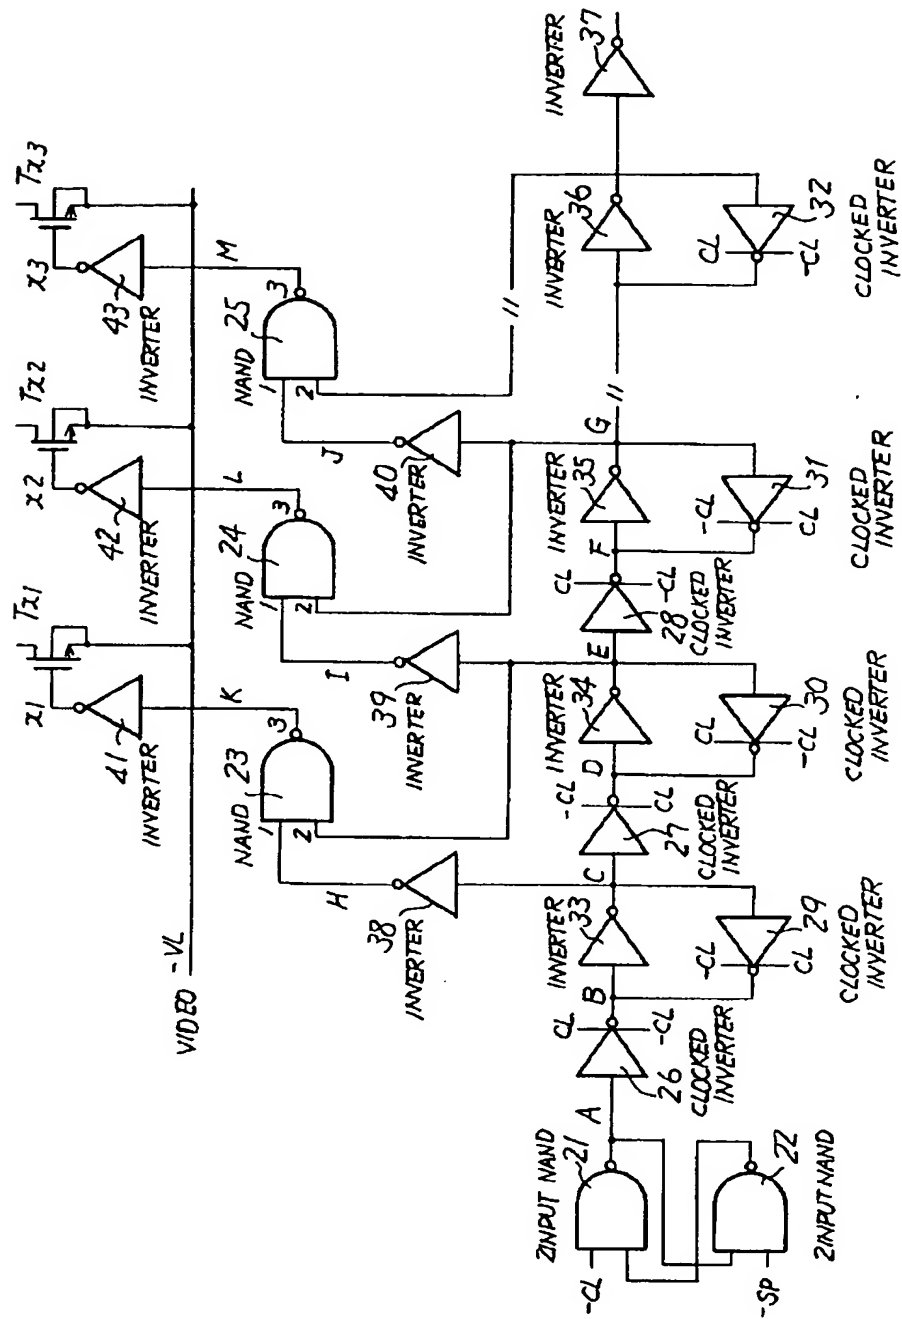 VIDEO -VL
x1
Tx1
41
INVERTER
K
x2
Tx2
42
INVERTER
L
x3
Tx3
43
INVERTER
M
NAND 23
1
2
3
H
38
INVERTER
NAND 24
1
2
3
I
39
INVERTER
NAND 25
1
2
3
J
40
INVERTER
2INPUT NAND
21
-CL
A
2INPUT NAND
22
-SP
CL
-CL
26
CLOCKED
INVERTER
B
INVERTER
33
C
-CL
CL
29
CLOCKED
INVERTER
-CL
CL
27
CLOCKED
INVERTER
D
INVERTER
34
E
CL
-CL
30
CLOCKED
INVERTER
CL
-CL
28
CLOCKED
INVERTER
F
INVERTER
35
G
-CL
CL
31
CLOCKED
INVERTER
INVERTER
36
CL
-CL
32
CLOCKED
INVERTER
INVERTER
37